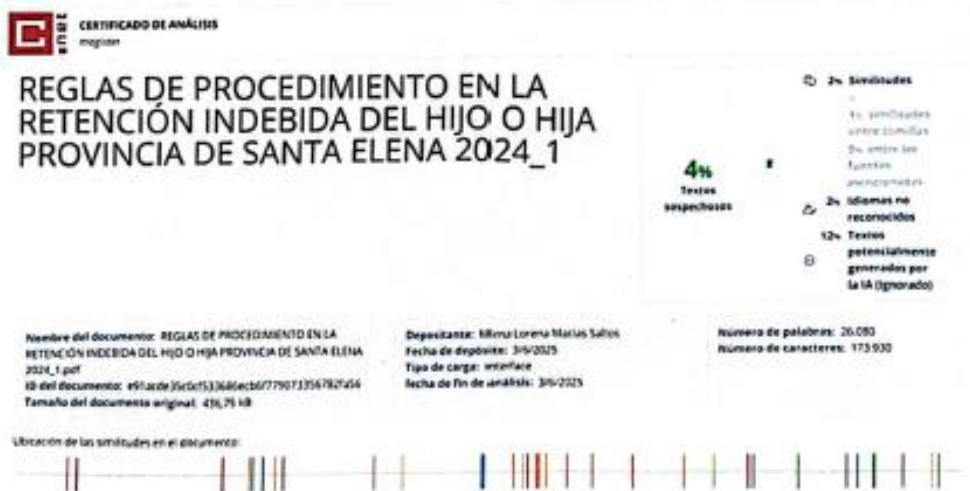 CERTIFICADO DE ANÁLISIS
magister
REGLAS DE PROCEDIMIENTO EN LA
RETENCIÓN INDEBIDA DEL HIJO O HIJA
PROVINCIA DE SANTA ELENA 2024_1
4%
Textos
sospechosos
2% Similitudes
similitudes
entre comillas
entre las
fuentes
mencionadas
2% Idiomas no
reconocidos
12% Textos
potencialmente
generados por
la IA (ignorado)
Nombre del documento: REGLAS DE PROCEDIMIENTO EN LA
RETENCIÓN INDEBIDA DEL HIJO O HIJA PROVINCIA DE SANTA ELENA
2024_1.pdf
ID del documento:
Tamaño del documento original: 436,75 kB
Depositante: Lorena Macias Saltos
Fecha de depósito: 3/6/2025
Tipo de carga: interface
fecha de fin de análisis: 3/6/2025
Número de palabras: 26.080
Número de caracteres: 173.930
Ubicación de las similitudes en el documento: